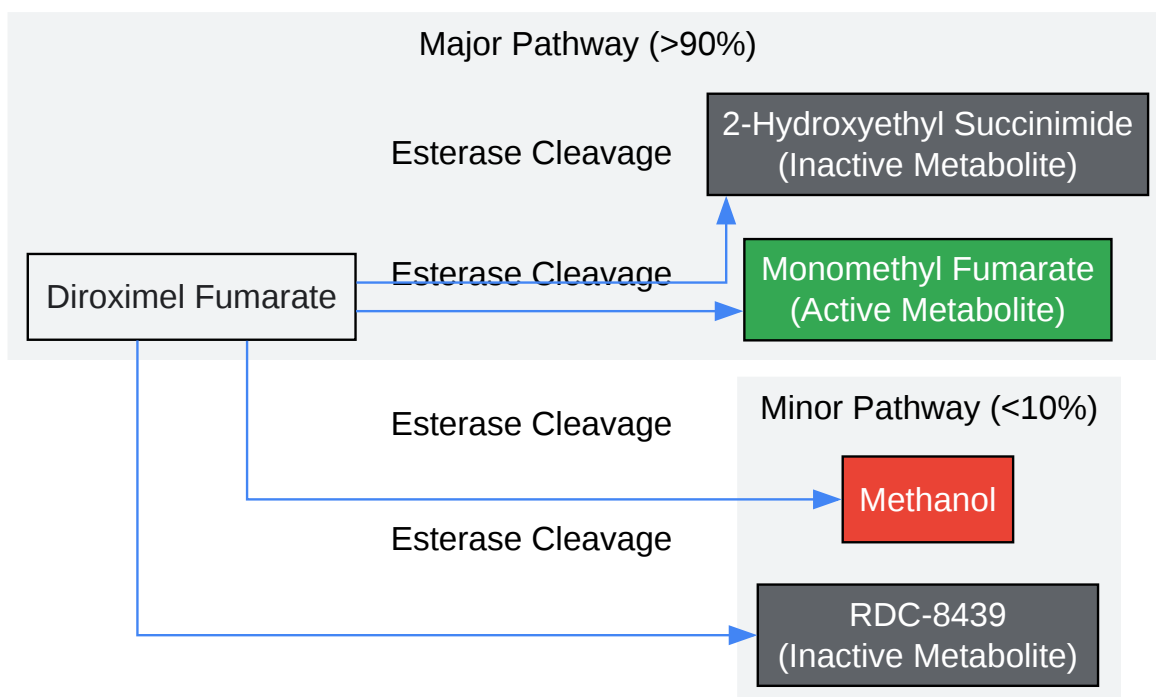 Major Pathway (>90%)
2-Hydroxyethyl Succinimide
(Inactive Metabolite)
Esterase Cleavage
Esterase Cleavage
Monomethyl Fumarate
(Active Metabolite)
Diroximel Fumarate
Minor Pathway (<10%)
Esterase Cleavage
Methanol
Esterase Cleavage
RDC-8439
(Inactive Metabolite)